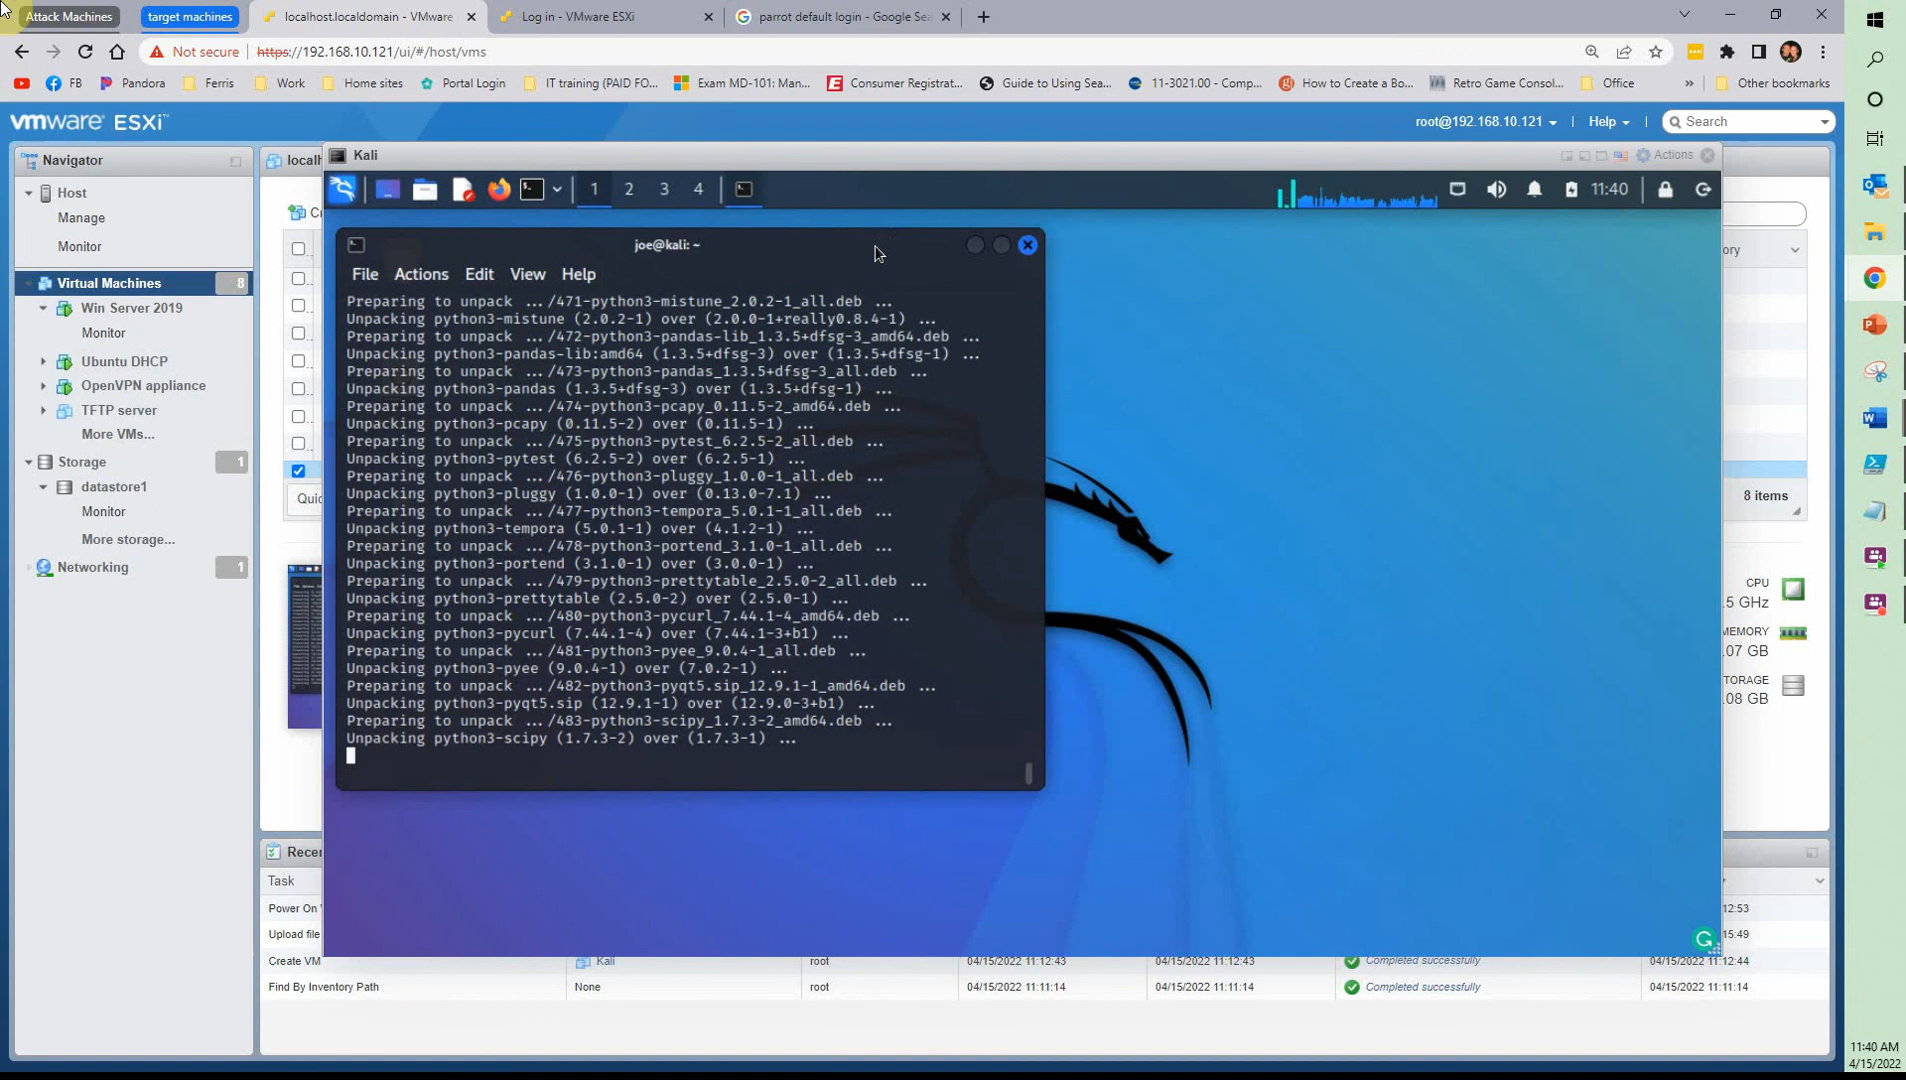 Attack Machines
target machines
localhost.localdomain - VMware
Log in - VMware ESXi
parrot default login - Google Sea
Not secure
https://192.168.10.121/ui/#/host/vms
FB
Pandora
Ferris
Work
Home sites
Portal Login
IT training (PAID FO...
Exam MD-101: Man...
Consumer Registrat...
Guide to Using Sea...
11-3021.00 - Comp...
How to Create a Bo...
Retro Game Consol...
Office
»
Other bookmarks
vmware ESXi
root@192.168.10.121
Help
Search
Navigator
Host
Manage
Monitor
Virtual Machines
8
Win Server 2019
Monitor
Ubuntu DHCP
OpenVPN appliance
TFTP server
More VMs...
Storage
1
datastore1
Monitor
More storage...
Networking
1
Kali
Actions
1
2
3
4
11:40
joe@kali: ~
File
Actions
Edit
View
Help
Preparing to unpack .../471-python3-mistune_2.0.2-1_all.deb ...
Unpacking python3-mistune (2.0.2-1) over (2.0.0-1+really0.8.4-1) ...
Preparing to unpack .../472-python3-pandas-lib_1.3.5+dfsg-3_amd64.deb ...
Unpacking python3-pandas-lib:amd64 (1.3.5+dfsg-3) over (1.3.5+dfsg-1) ...
Preparing to unpack .../473-python3-pandas_1.3.5+dfsg-3_all.deb ...
Unpacking python3-pandas (1.3.5+dfsg-3) over (1.3.5+dfsg-1) ...
Preparing to unpack .../474-python3-pcapy_0.11.5-2_amd64.deb ...
Unpacking python3-pcapy (0.11.5-2) over (0.11.5-1) ...
Preparing to unpack .../475-python3-pytest_6.2.5-2_all.deb ...
Unpacking python3-pytest (6.2.5-2) over (6.2.5-1) ...
Preparing to unpack .../476-python3-pluggy_1.0.0-1_all.deb ...
Unpacking python3-pluggy (1.0.0-1) over (0.13.0-7.1) ...
Preparing to unpack .../477-python3-tempora_5.0.1-1_all.deb ...
Unpacking python3-tempora (5.0.1-1) over (4.1.2-1) ...
Preparing to unpack .../478-python3-portend_3.1.0-1_all.deb ...
Unpacking python3-portend (3.1.0-1) over (3.0.0-1) ...
Preparing to unpack .../479-python3-prettytable_2.5.0-2_all.deb ...
Unpacking python3-prettytable (2.5.0-2) over (2.5.0-1) ...
Preparing to unpack .../480-python3-pycurl_7.44.1-4_amd64.deb ...
Unpacking python3-pycurl (7.44.1-4) over (7.44.1-3+b1) ...
Preparing to unpack .../481-python3-pyee_9.0.4-1_all.deb ...
Unpacking python3-pyee (9.0.4-1) over (7.0.2-1) ...
Preparing to unpack .../482-python3-pyqt5.sip_12.9.1-1_amd64.deb ...
Unpacking python3-pyqt5.sip (12.9.1-1) over (12.9.0-3+b1) ...
Preparing to unpack .../483-python3-scipy_1.7.3-2_amd64.deb ...
Unpacking python3-scipy (1.7.3-2) over (1.7.3-1) ...
localh
Cr
Quic
ory
8 items
CPU
.5 GHz
MEMORY
.07 GB
TORAGE
.08 GB
Recen
Task
Power On V
12:53
Upload file
15:49
Create VM
Kali
root
04/15/2022 11:12:43
04/15/2022 11:12:43
Completed successfully
04/15/2022 11:12:44
Find By Inventory Path
None
root
04/15/2022 11:11:14
04/15/2022 11:11:14
Completed successfully
04/15/2022 11:11:14
11:40 AM
4/15/2022